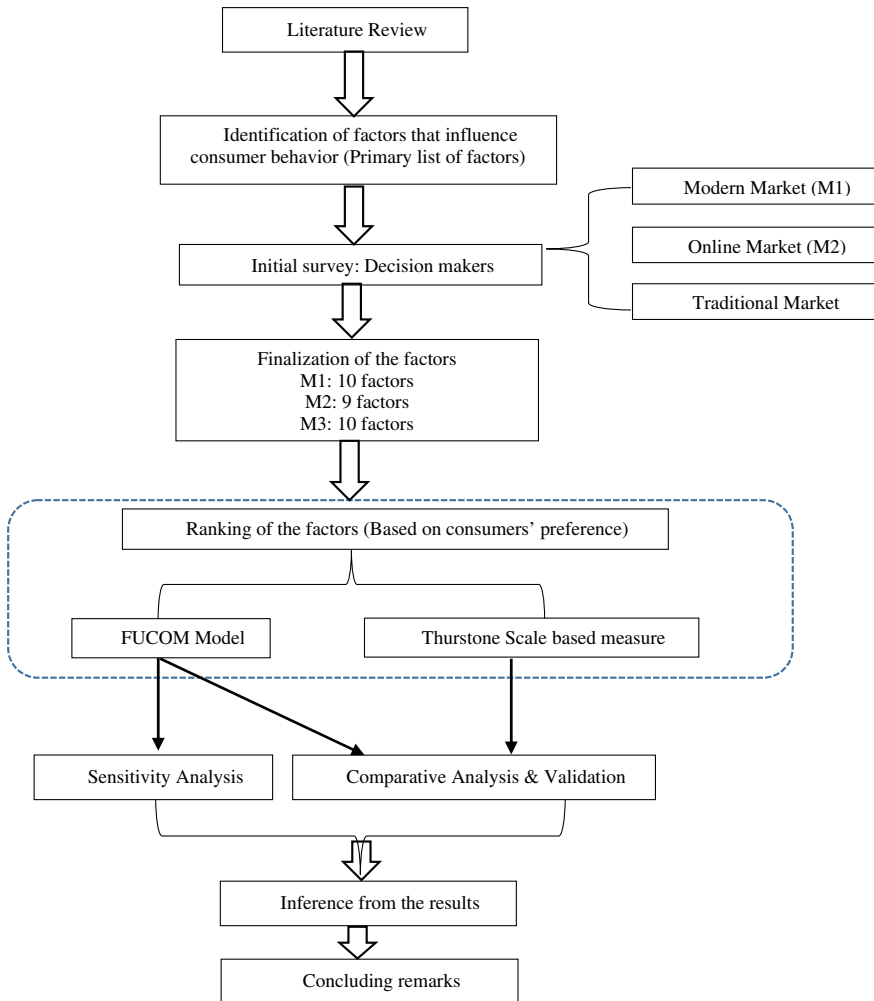 Literature Review
Identification of factors that influence
consumer behavior (Primary list of factors)
Modern Market (M1)
Online Market (M2)
Initial survey: Decision makers
Traditional Market
Finalization of the factors
M1: 10 factors
M2: 9 factors
M3: 10 factors
Ranking of the factors (Based on consumers’ preference)
FUCOM Model
Thurstone Scale based measure
Sensitivity Analysis
Comparative Analysis & Validation
Inference from the results
Concluding remarks